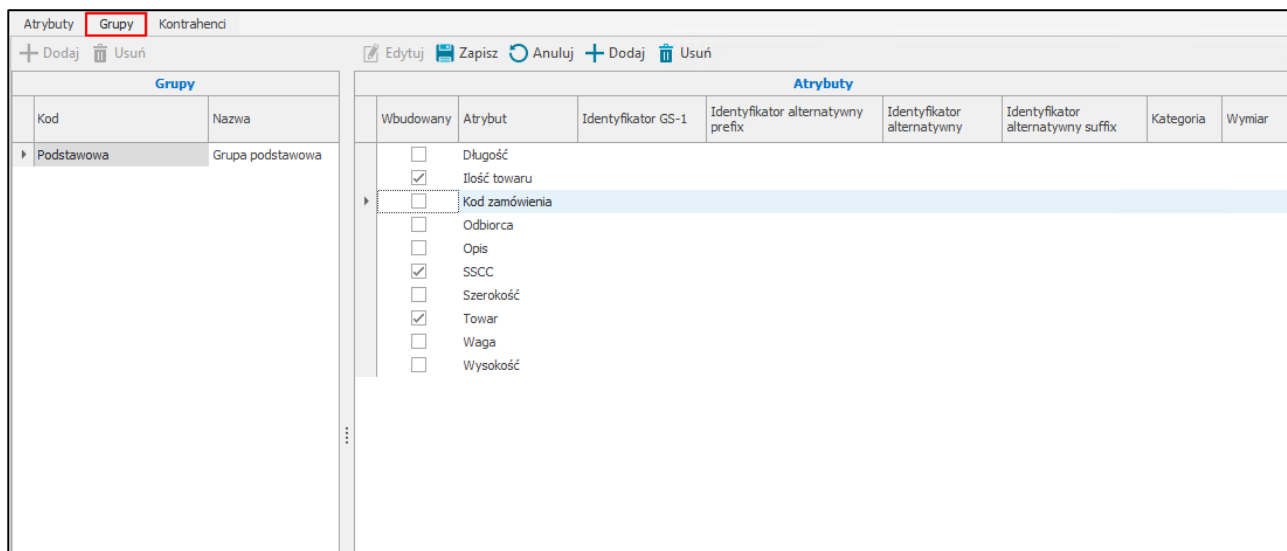 Atrybuty Grupy Kontrahenci
Dodaj Usuń Edytuj Zapisz Anuluj Dodaj Usuń
Grupy Atrybuty
Kod Nazwa Wbudowany Atrybut Identyfikator GS-1 Identyfikator alternatywny prefix Identyfikator alternatywny Identyfikator alternatywny suffix Kategoria Wymiar
Podstawowa Grupa podstawowa Długość
Ilość towaru
Kod zamówienia
Odbiorca
Opis
SSCC
Szerokość
Towar
Waga
Wysokość